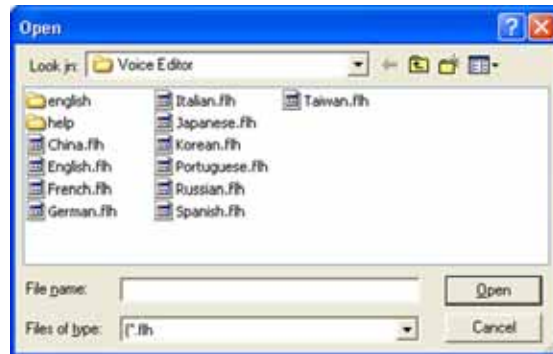 Open
Look in: Voice Editor
english
help
China.flh
English.flh
French.flh
German.flh
Italian.flh
Japanese.flh
Korean.flh
Portuguese.flh
Russian.flh
Spanish.flh
Taiwan.flh
File name:
Open
Files of type: (*.flh
Cancel